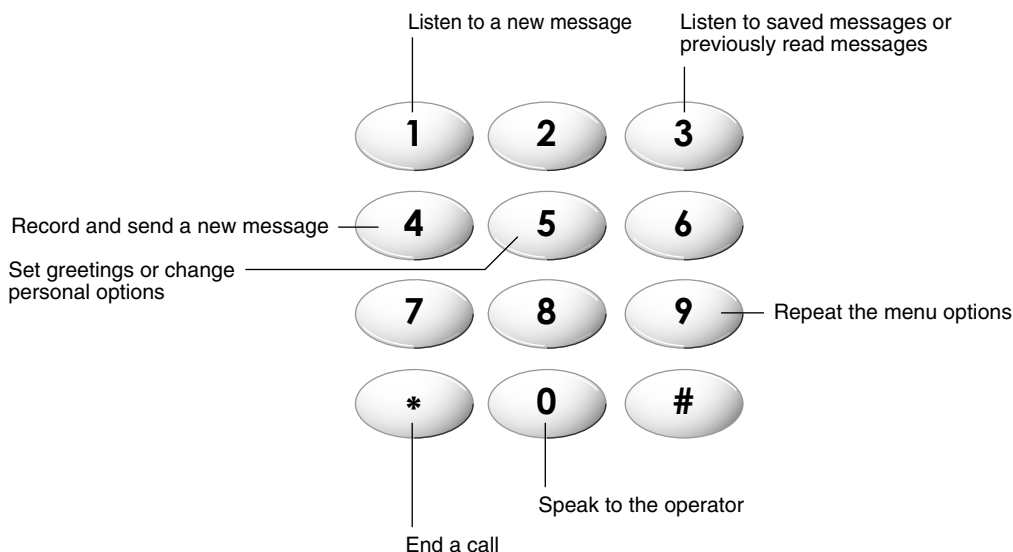 Listen to a new message
Listen to saved messages or
previously read messages
1 2 3
Record and send a new message
4 5 6
Set greetings or change
personal options
7 8 9
Repeat the menu options
* 0 #
Speak to the operator
End a call